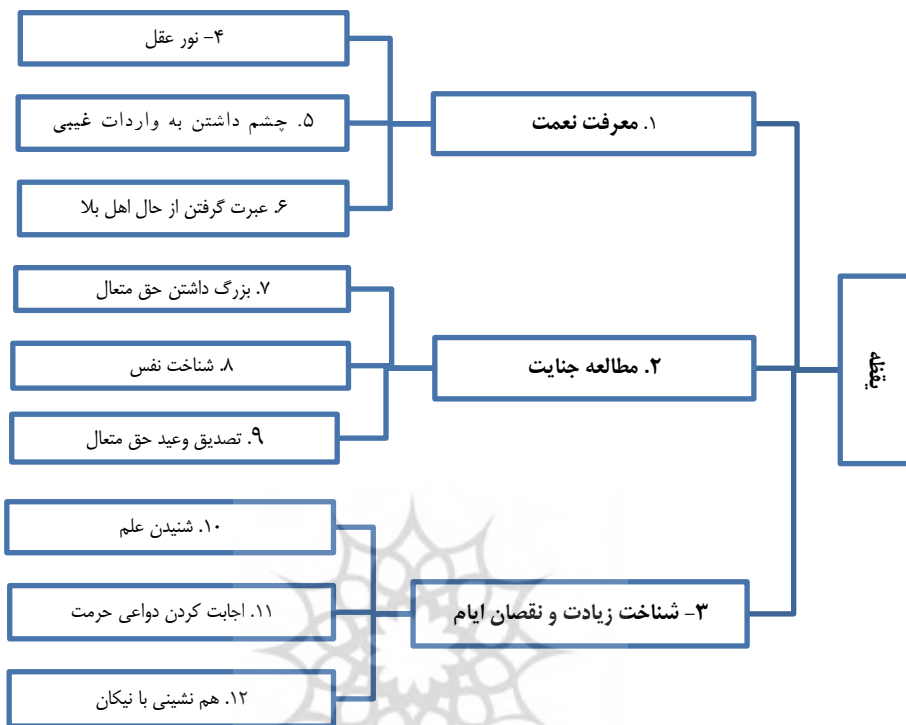 یقظه
۱. معرفت نعمت
۴- نور عقل
۵. چشم داشتن به واردات غیبی
۶. عبرت گرفتن از حال اهل بلا
۲. مطالعه جنایت
۷. بزرگ داشتن حق متعال
۸. شناخت نفس
۹. تصدیق وعید حق متعال
۳- شناخت زیادت و نقصان ایام
۱۰. شنیدن علم
۱۱. اجابت کردن دواعی حرمت
۱۲. هم نشینی با نیکان